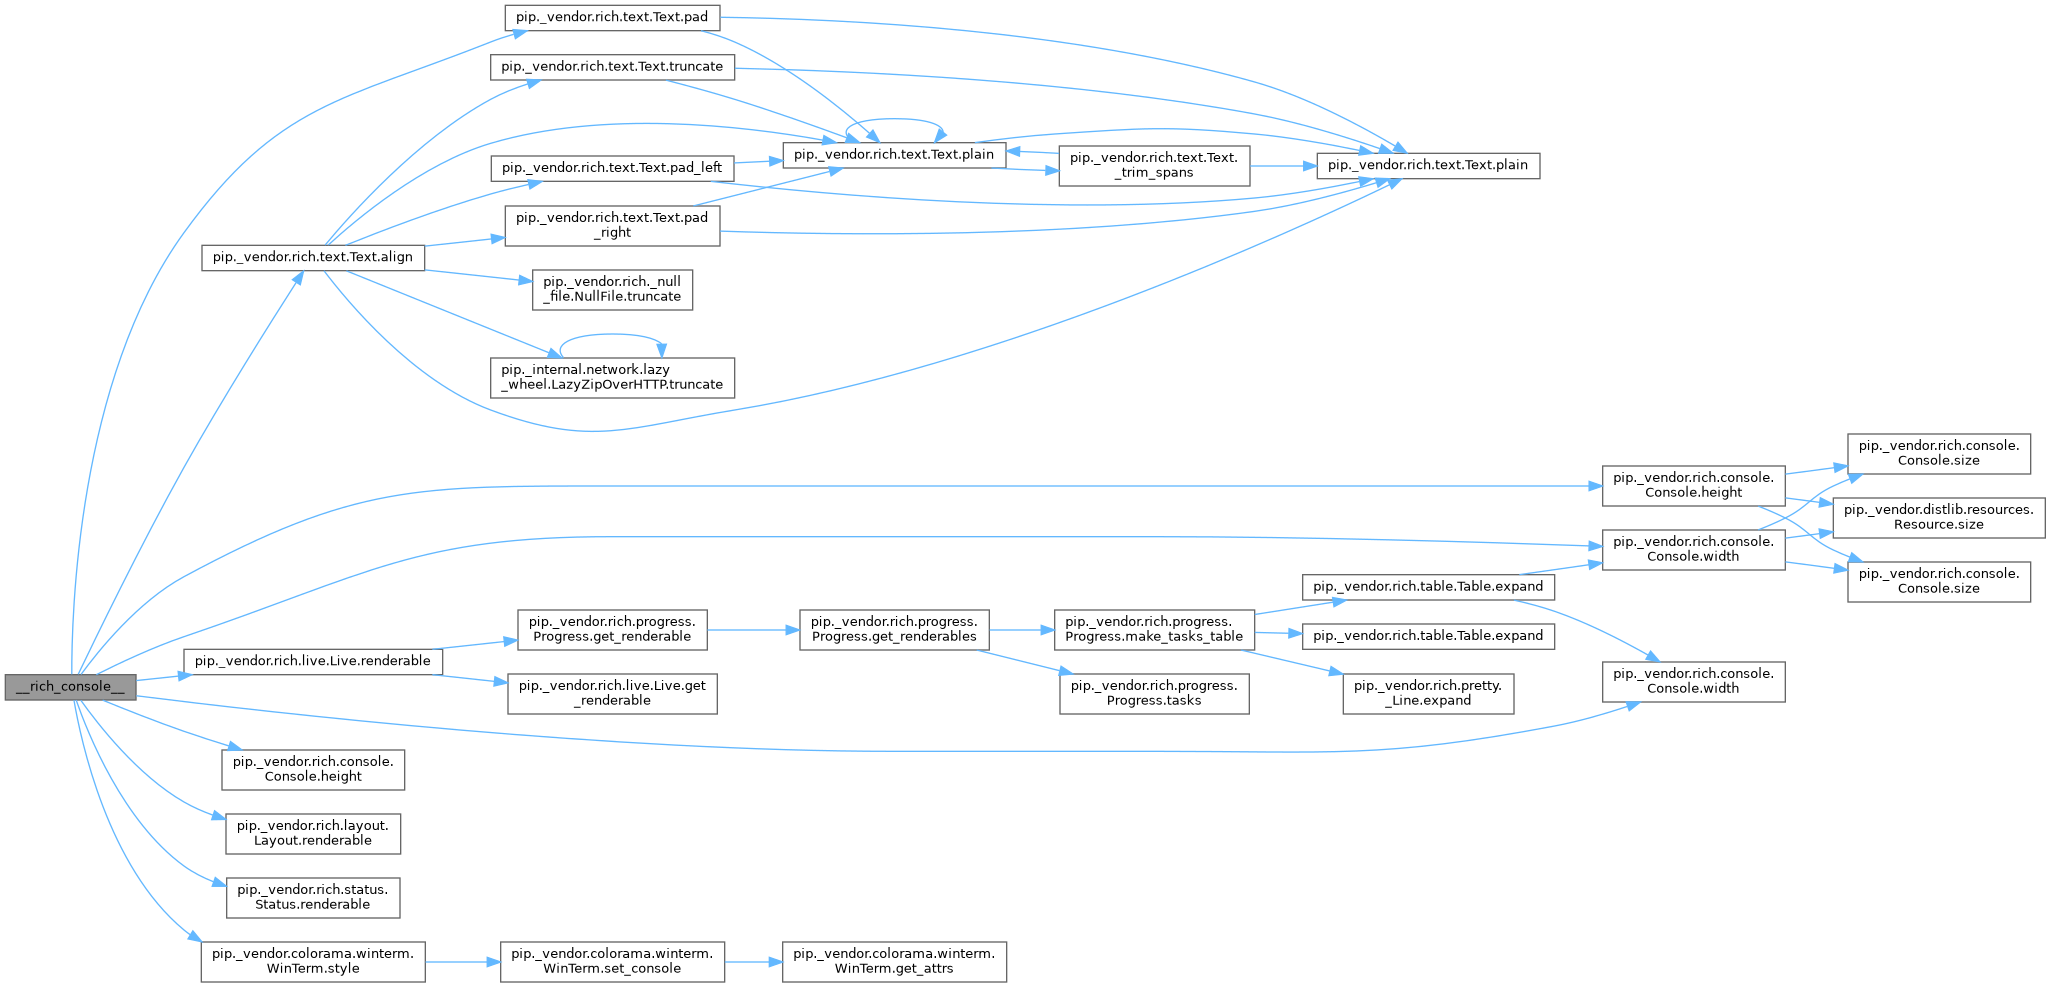 pip._vendor.rich.text.Text.pad
pip._vendor.rich.text.Text.truncate
pip._vendor.rich.text.Text.plain
pip._vendor.rich.text.Text.
_trim_spans
pip._vendor.rich.text.Text.plain
pip._vendor.rich.text.Text.pad_left
pip._vendor.rich.text.Text.pad
_right
pip._vendor.rich.text.Text.align
pip._vendor.rich._null
_file.NullFile.truncate
pip._internal.network.lazy
_wheel.LazyZipOverHTTP.truncate
pip._vendor.rich.console.
Console.size
pip._vendor.rich.console.
Console.height
pip._vendor.distlib.resources.
Resource.size
pip._vendor.rich.console.
Console.width
pip._vendor.rich.console.
Console.size
pip._vendor.rich.table.Table.expand
pip._vendor.rich.progress.
Progress.get_renderable
pip._vendor.rich.progress.
Progress.get_renderables
pip._vendor.rich.progress.
Progress.make_tasks_table
pip._vendor.rich.table.Table.expand
pip._vendor.rich.live.Live.renderable
pip._vendor.rich.console.
Console.width
__rich_console__
pip._vendor.rich.live.Live.get
_renderable
pip._vendor.rich.progress.
Progress.tasks
pip._vendor.rich.pretty.
_Line.expand
pip._vendor.rich.console.
Console.height
pip._vendor.rich.layout.
Layout.renderable
pip._vendor.rich.status.
Status.renderable
pip._vendor.colorama.winterm.
WinTerm.style
pip._vendor.colorama.winterm.
WinTerm.set_console
pip._vendor.colorama.winterm.
WinTerm.get_attrs